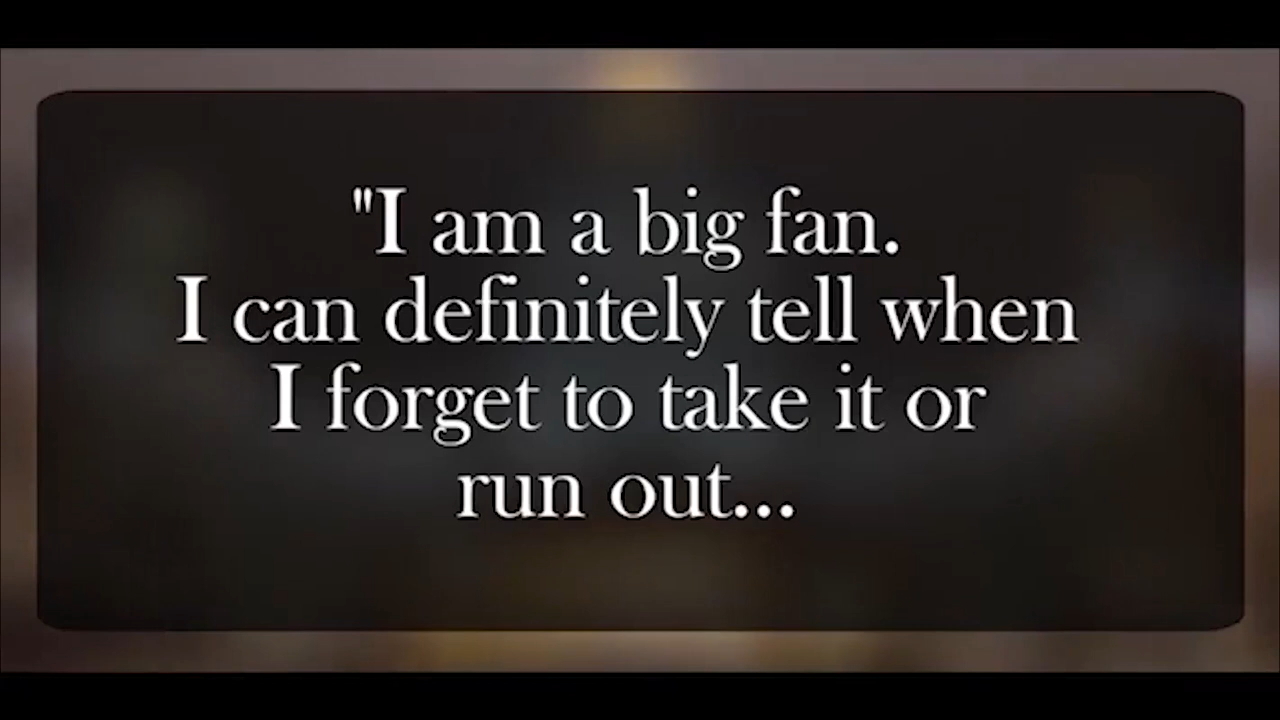 "I am a big fan.
I can definitely tell when
I forget to take it or
run out...